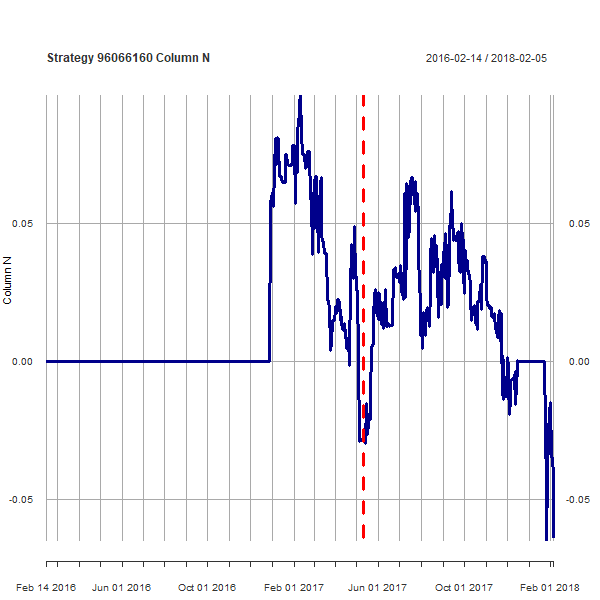 Strategy 96066160 Column N
2016-02-14 / 2018-02-05
Column N
0.05
0.05
0.00
0.00
-0.05
-0.05
Feb 14 2016
Jun 01 2016
Oct 01 2016
Feb 01 2017
Jun 01 2017
Oct 01 2017
Feb 01 2018